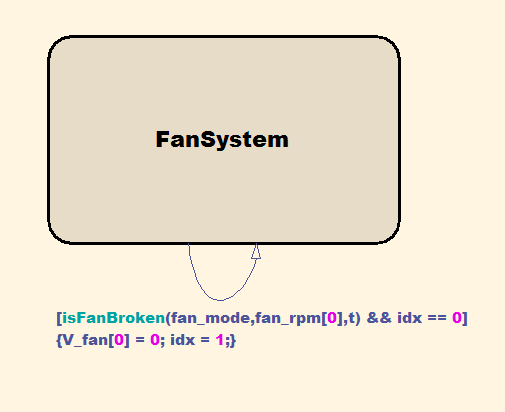 FanSystem
[isFanBroken(fan_mode,fan_rpm[0],t) && idx == 0]
{V_fan[0] = 0; idx = 1;}